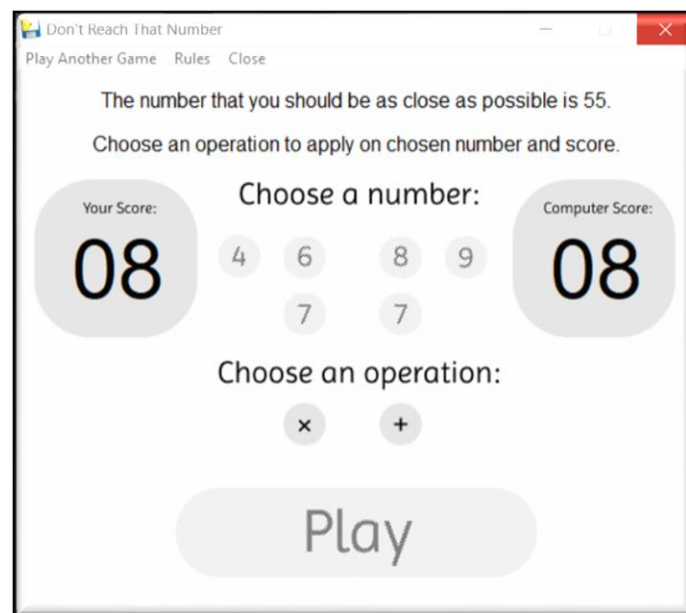 Don't Reach That Number
Play Another Game Rules Close
The number that you should be as close as possible is 55.
Choose an operation to apply on chosen number and score.
Your Score:
08
Choose a number:
4 6 8 9
7 7
Computer Score:
08
Choose an operation:
× +
Play